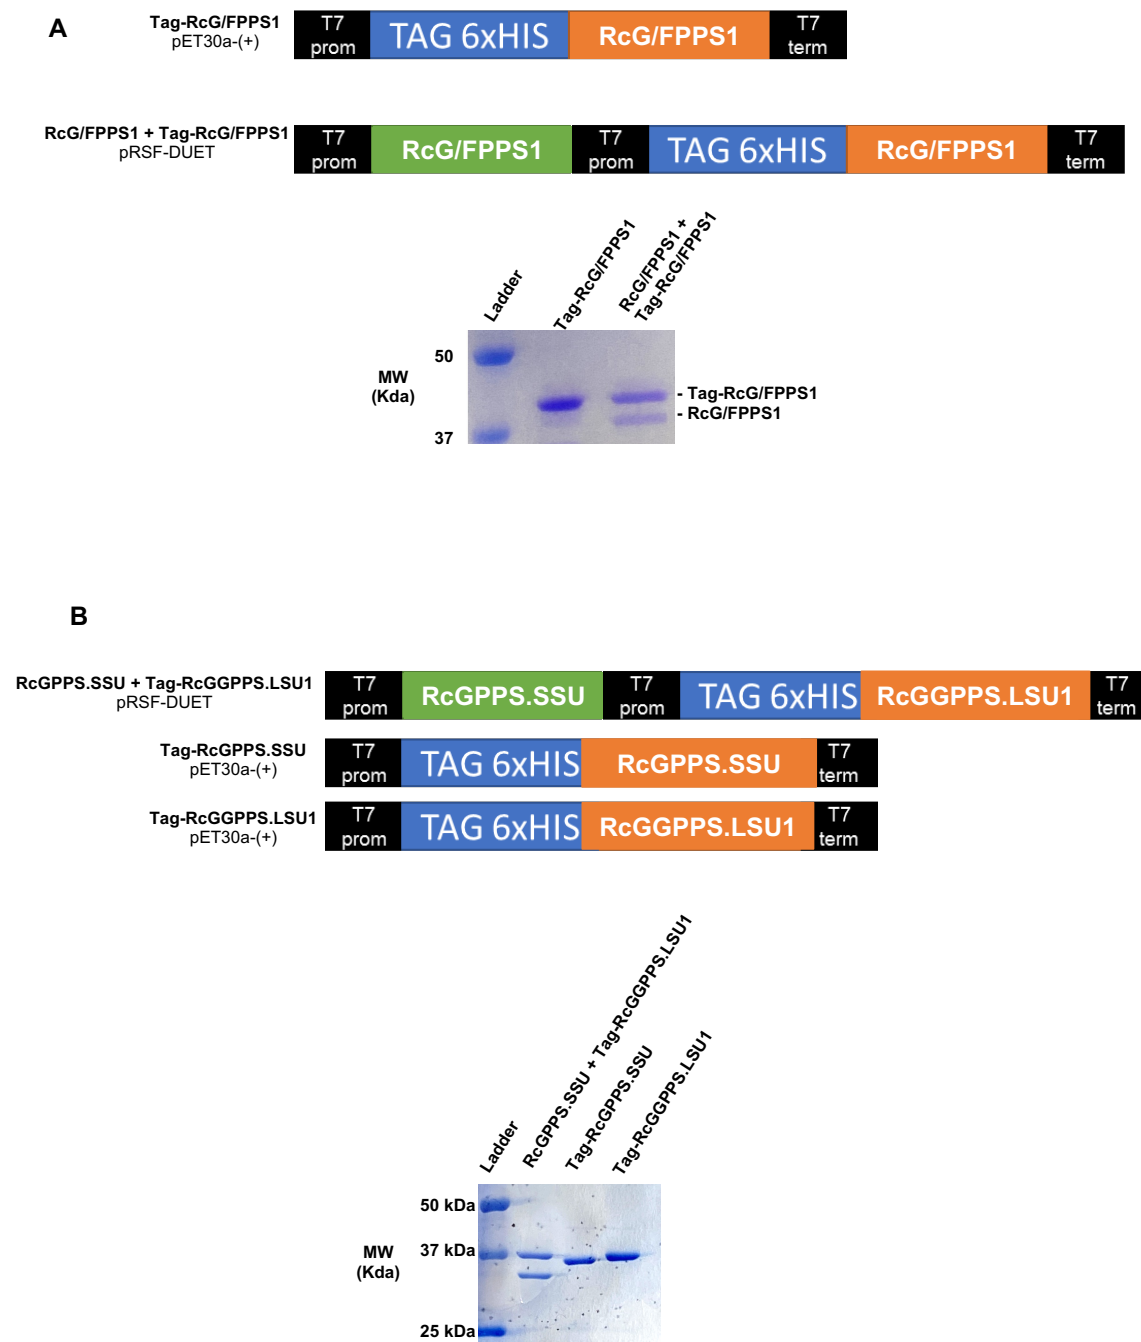 A
Tag-RcG/FPPS1
pET30a-(+)
T7 prom
TAG 6xHIS
RcG/FPPS1
T7 term
RcG/FPPS1 + Tag-RcG/FPPS1
pRSF-DUET
T7 prom
RcG/FPPS1
T7 prom
TAG 6xHIS
RcG/FPPS1
T7 term
Ladder
Tag-RcG/FPPS1
RcG/FPPS1 +
Tag-RcG/FPPS1
MW
(Kda)
50
37
- Tag-RcG/FPPS1
- RcG/FPPS1
B
RcGPPS.SSU + Tag-RcGGPPS.LSU1
pRSF-DUET
T7 prom
RcGPPS.SSU
T7 prom
TAG 6xHIS
RcGGPPS.LSU1
T7 term
Tag-RcGPPS.SSU
pET30a-(+)
T7 prom
TAG 6xHIS
RcGPPS.SSU
T7 term
Tag-RcGGPPS.LSU1
pET30a-(+)
T7 prom
TAG 6xHIS
RcGGPPS.LSU1
T7 term
Ladder
RcGPPS.SSU + Tag-RcGGPPS.LSU1
Tag-RcGPPS.SSU
Tag-RcGGPPS.LSU1
MW
(Kda)
50 kDa
37 kDa
25 kDa